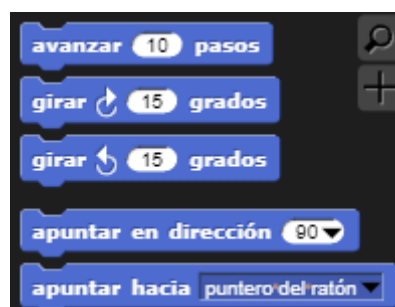 avanzar 10 pasos
girar 15 grados
girar 15 grados
apuntar en dirección 90
apuntar hacia puntero del ratón